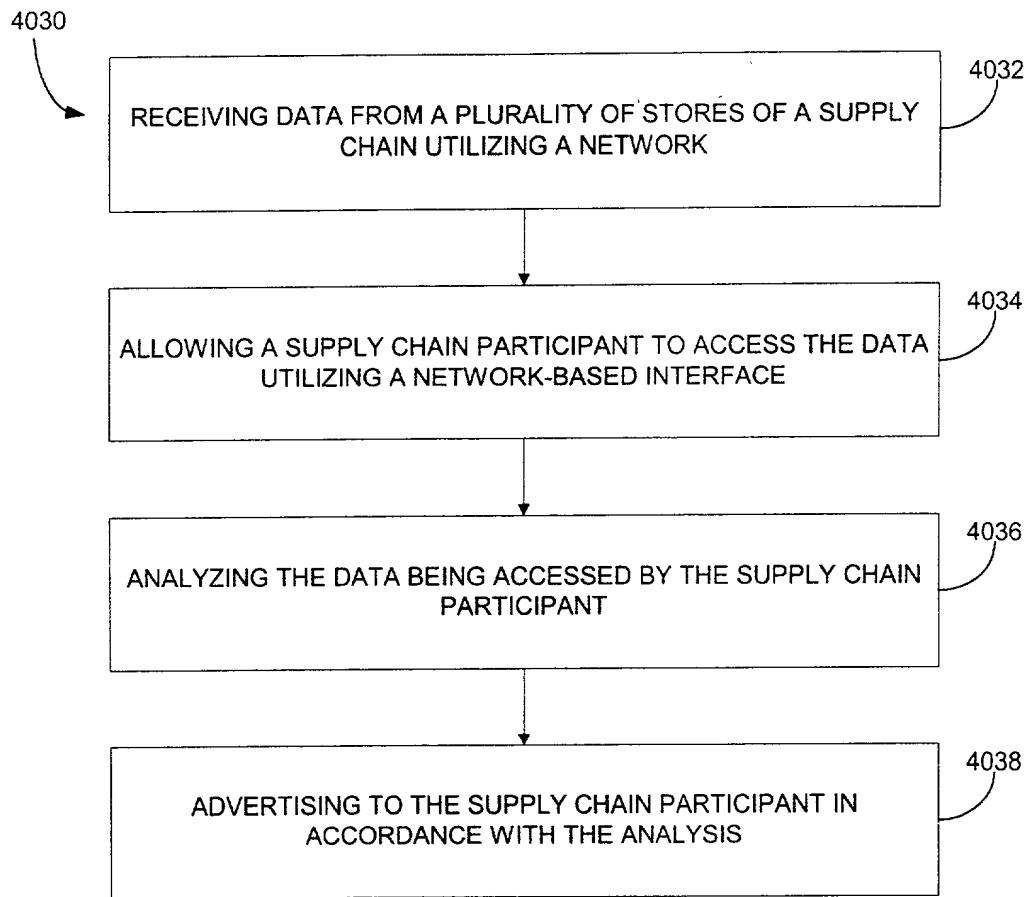 4030
4032
RECEIVING DATA FROM A PLURALITY OF STORES OF A SUPPLY
CHAIN UTILIZING A NETWORK
4034
ALLOWING A SUPPLY CHAIN PARTICIPANT TO ACCESS THE DATA
UTILIZING A NETWORK-BASED INTERFACE
4036
ANALYZING THE DATA BEING ACCESSED BY THE SUPPLY CHAIN
PARTICIPANT
4038
ADVERTISING TO THE SUPPLY CHAIN PARTICIPANT IN
ACCORDANCE WITH THE ANALYSIS